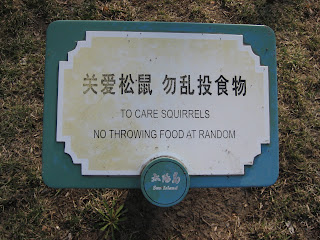 关爱松鼠 勿乱投食物
TO CARE SQUIRRELS
NO THROWING FOOD AT RANDOM